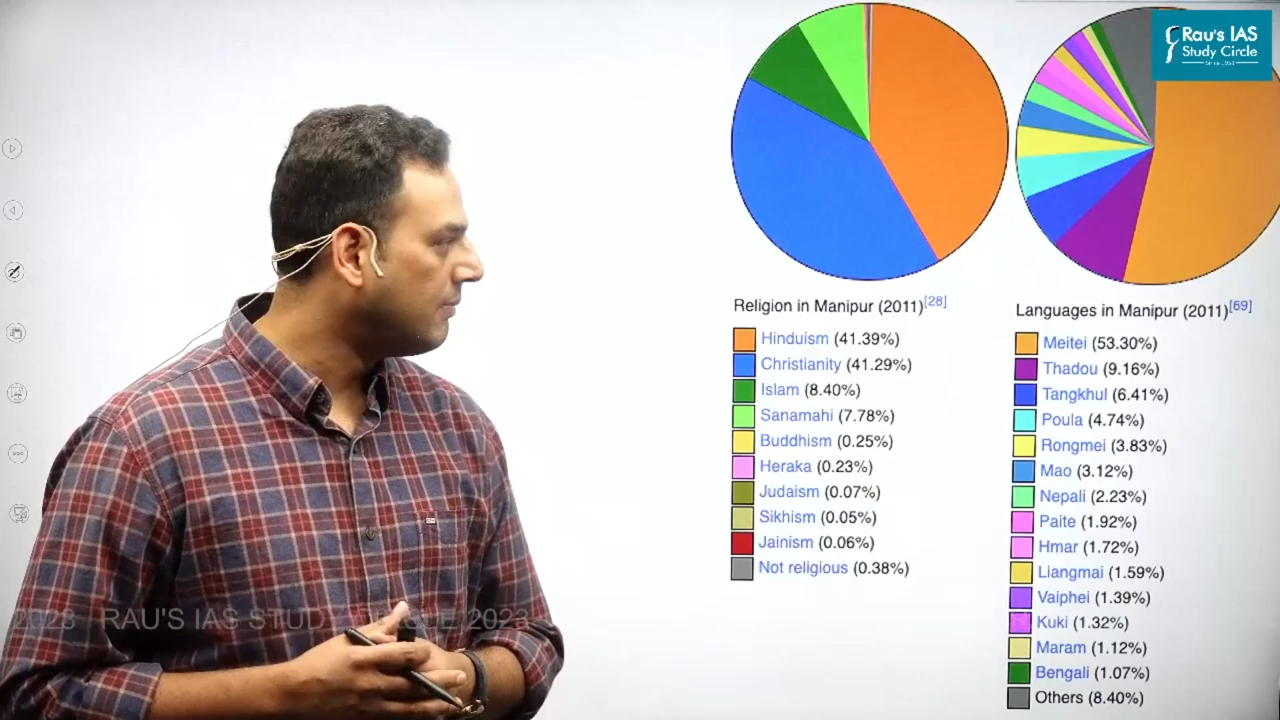 Rau's IAS
Study Circle
Religion in Manipur (2011)[28]
Hinduism (41.39%)
Christianity (41.29%)
Islam (8.40%)
Sanamahi (7.78%)
Buddhism (0.25%)
Heraka (0.23%)
Judaism (0.07%)
Sikhism (0.05%)
Jainism (0.06%)
Not religious (0.38%)
Languages in Manipur (2011)[69]
Meitei (53.30%)
Thadou (9.16%)
Tangkhul (6.41%)
Poula (4.74%)
Rongmei (3.83%)
Mao (3.12%)
Nepali (2.23%)
Paite (1.92%)
Hmar (1.72%)
Liangmai (1.59%)
Vaiphei (1.39%)
Kuki (1.32%)
Maram (1.12%)
Bengali (1.07%)
Others (8.40%)
2023 RAU'S IAS STUDY 2023